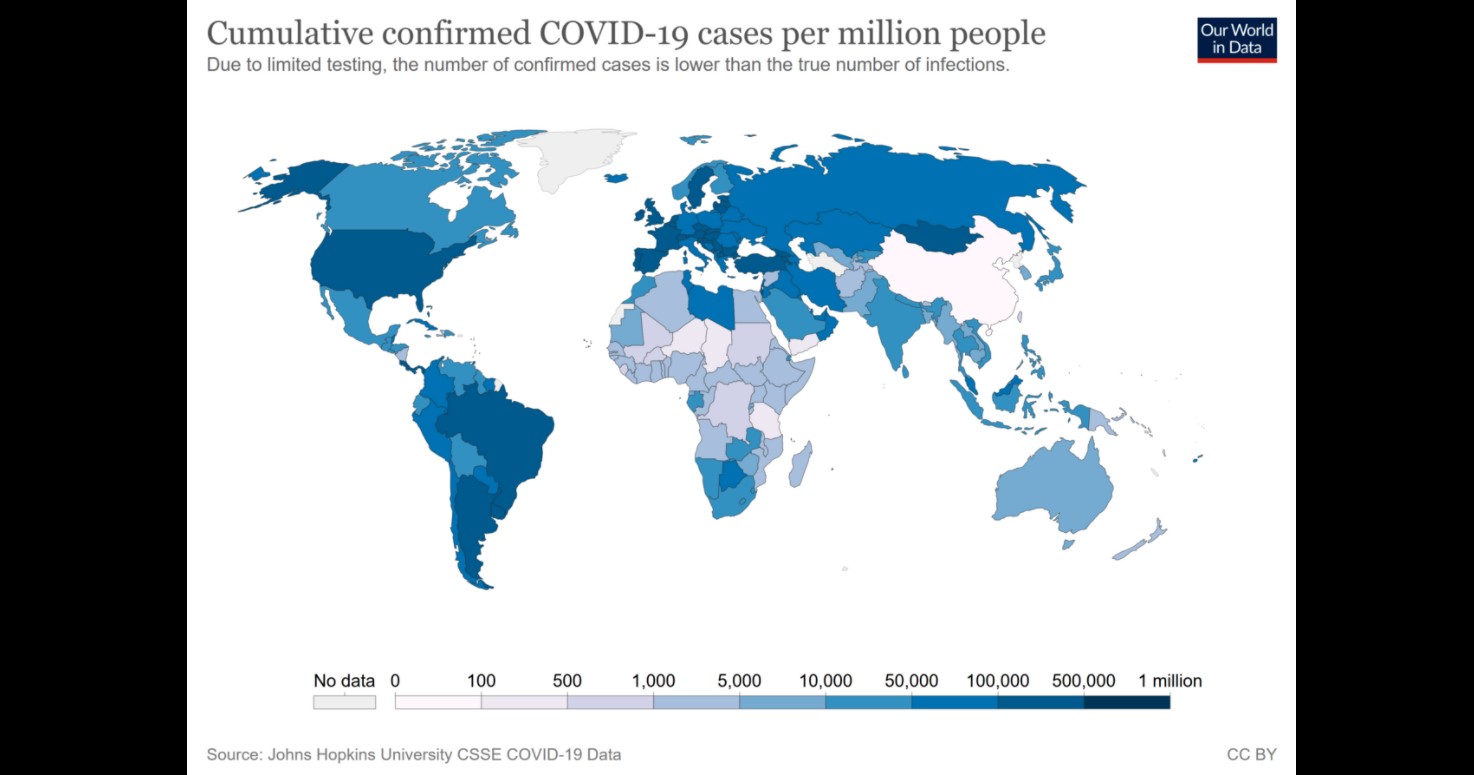 Cumulative confirmed COVID-19 cases per million people
Our World
in Data
Due to limited testing, the number of confirmed cases is lower than the true number of infections.
No data 0 100 500 1,000 5,000 10,000 50,000 100,000 500,000 1 million
Source: Johns Hopkins University CSSE COVID-19 Data
CC BY